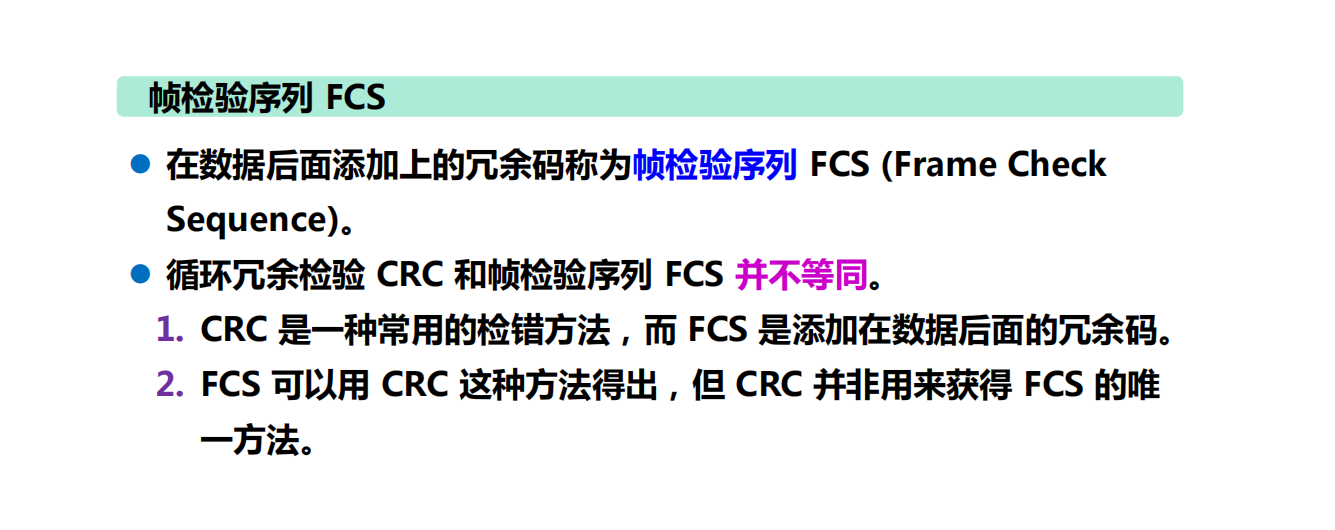 帧检验序列 FCS
在数据后面添加上的冗余码称为帧检验序列 FCS (Frame Check
Sequence)。
循环冗余检验 CRC 和帧检验序列 FCS 并不等同。
1. CRC 是一种常用的检错方法，而 FCS 是添加在数据后面的冗余码。
2. FCS 可以用 CRC 这种方法得出，但 CRC 并非用来获得 FCS 的唯
一方法。